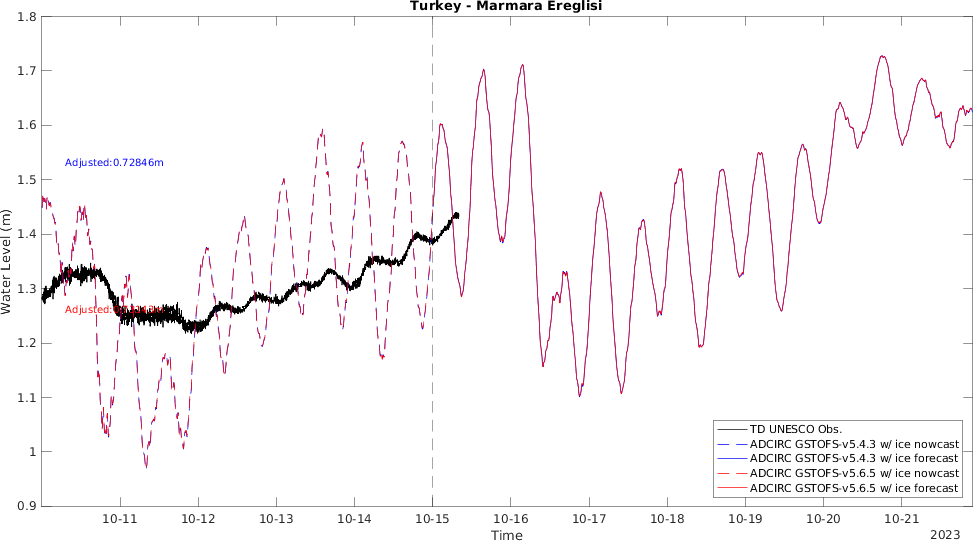 Turkey - Marmara Ereglisi
1.8
1.7
1.6
1.5
1.4
1.3
1.2
1.1
1
0.9
Water Level (m)
Adjusted:0.72846m
Adjusted:
10-11
10-12
10-13
10-14
10-15
10-16
10-17
10-18
10-19
10-20
10-21
Time
2023
TD UNESCO Obs.
ADCIRC GSTOFS-v5.4.3 w/ ice nowcast
ADCIRC GSTOFS-v5.4.3 w/ ice forecast
ADCIRC GSTOFS-v5.6.5 w/ ice nowcast
ADCIRC GSTOFS-v5.6.5 w/ ice forecast